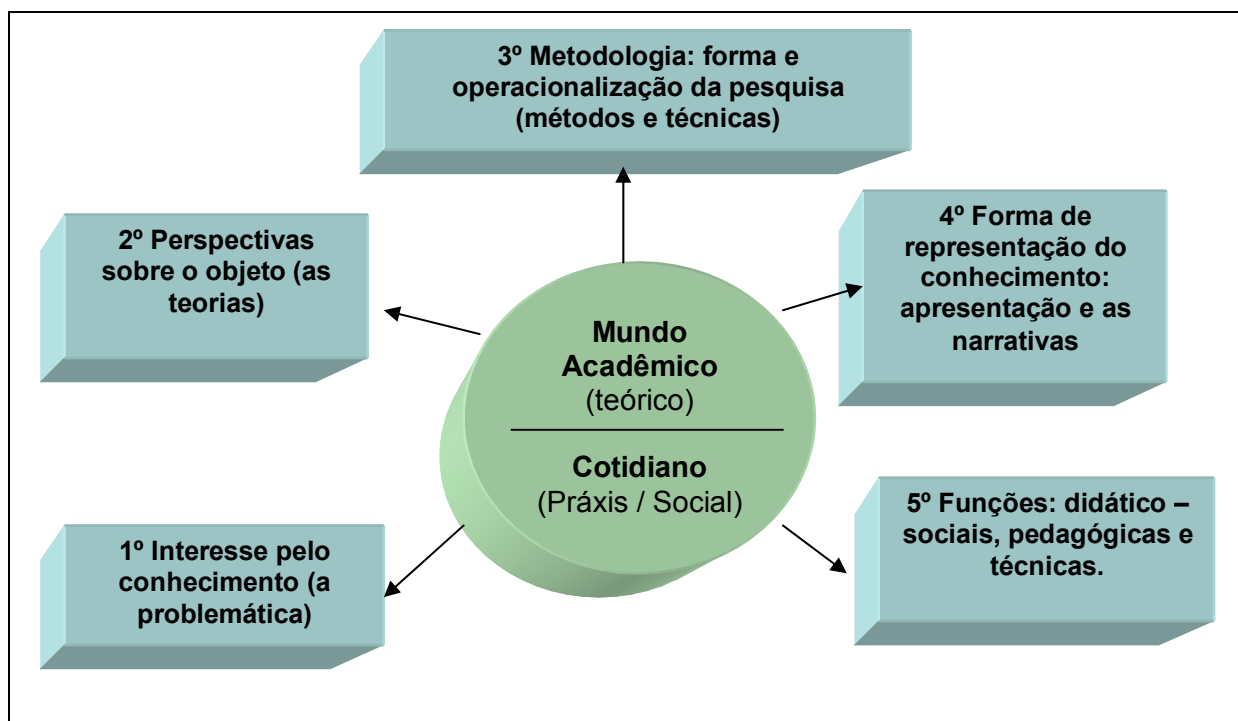 3º Metodologia: forma e
operacionalização da pesquisa
(métodos e técnicas)
2º Perspectivas
sobre o objeto (as
teorias)
4º Forma de
representação do
conhecimento:
apresentação e as
narrativas
Mundo
Acadêmico
(teórico)
Cotidiano
(Práxis / Social)
1º Interesse pelo
conhecimento (a
problemática)
5º Funções: didático –
sociais, pedagógicas e
técnicas.